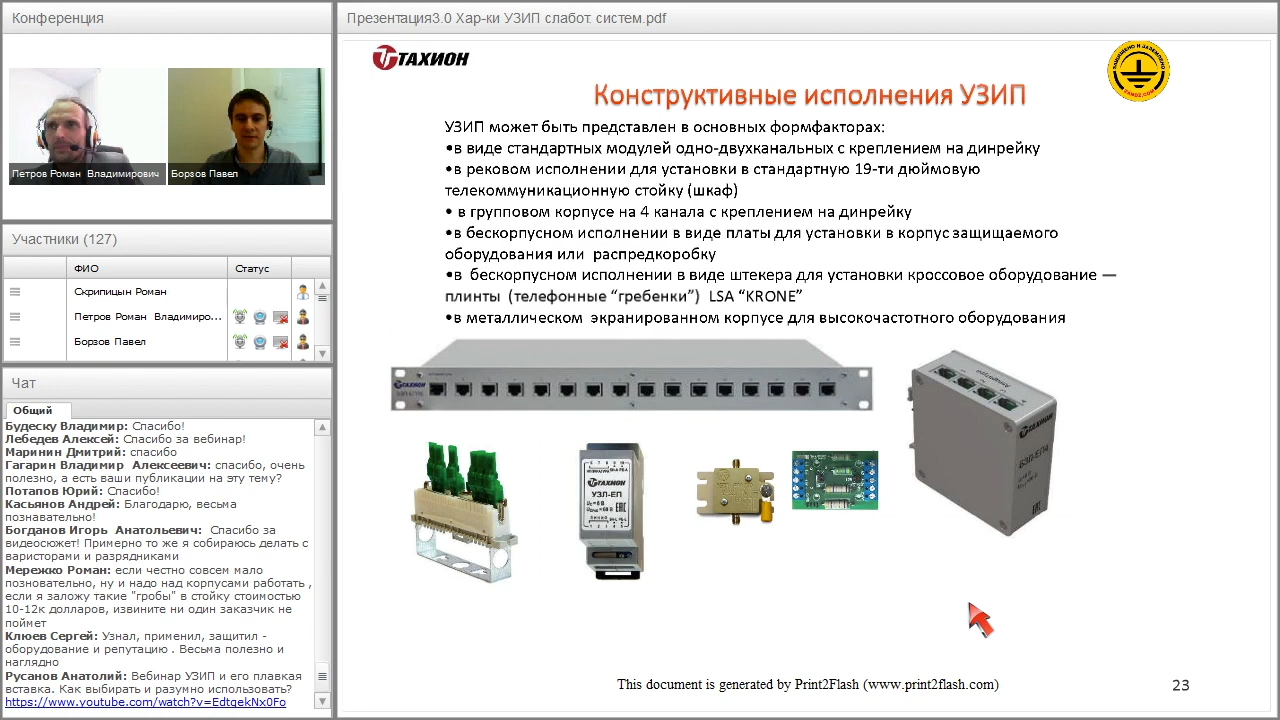 Конференция
Петров Роман Владимирович
Борзов Павел
Участники (127)
ФИО
Статус
Скрипицын Роман
Петров Роман Владимиро...
Борзов Павел
Чат
Общий
Будеску Владимир: Спасибо!
Лебедев Алексей: Спасибо за вебинар!
Маринин Дмитрий: спасибо
Гагарин Владимир Алексеевич: спасибо, очень
полезно, а есть ваши публикации на эту тему?
Потапов Юрий: Спасибо!
Касьянов Андрей: Благодарю, весьма
познавательно!
Богданов Игорь Анатольевич: Спасибо за
видеосюжет! Примерно то же я собираюсь делать с
варисторами и разрядниками
Мережко Роман: если честно совсем мало
позновательно, ну и надо над корпусами работать ,
если я заложу такие "гробы" в стойку стоимостью
10-12к долларов, извините ни один заказчик не
поймет
Клюев Сергей: Узнал, применил, защитил -
оборудование и репутацию . Весьма полезно и
наглядно
Русанов Анатолий: Вебинар УЗИП и его плавкая
вставка. Как выбирать и разумно использовать?
https://www.youtube.com/watch?v=EdtqekNx0Fo
Презентация3.0 Хар-ки УЗИП слабот. систем.pdf
ТАХИОН
Конструктивные исполнения УЗИП
УЗИП может быть представлен в основных формфакторах:
•в виде стандартных модулей одно-двухканальных с креплением на динрейку
•в рековом исполнении для установки в стандартную 19-ти дюймовую
телекоммуникационную стойку (шкаф)
• в групповом корпусе на 4 канала с креплением на динрейку
•в бескорпусном исполнении в виде платы для установки в корпус защищаемого
оборудования или распредкоробку
•в бескорпусном исполнении в виде штекера для установки кроссовое оборудование —
плинты (телефонные “гребенки”) LSA “KRONE”
•в металлическом экранированном корпусе для высокочастотного оборудования
ТАХИОН
ТАХИОН
УЗЛ-ЕП
ТАХИОН
УЗЛ-ЕП4
This document is generated by Print2Flash (www.print2flash.com)
23